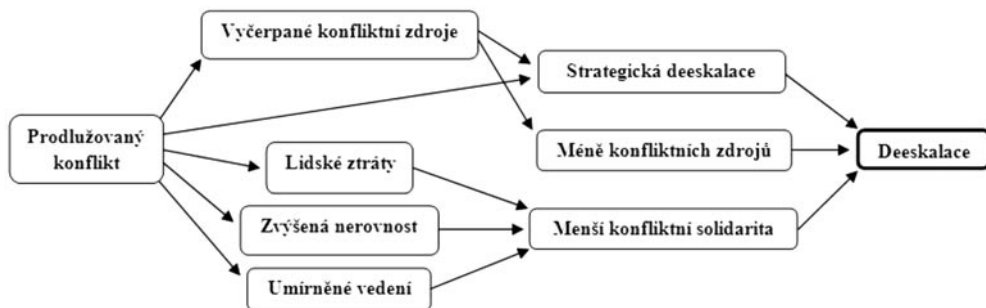 Vyčerpané konfliktní zdroje
Strategická deeskalace
Prodlužovaný
konflikt
Méně konfliktních zdrojů
Deeskalace
Lidské ztráty
Zvýšená nerovnost
Menší konfliktní solidarita
Umírněné vedení